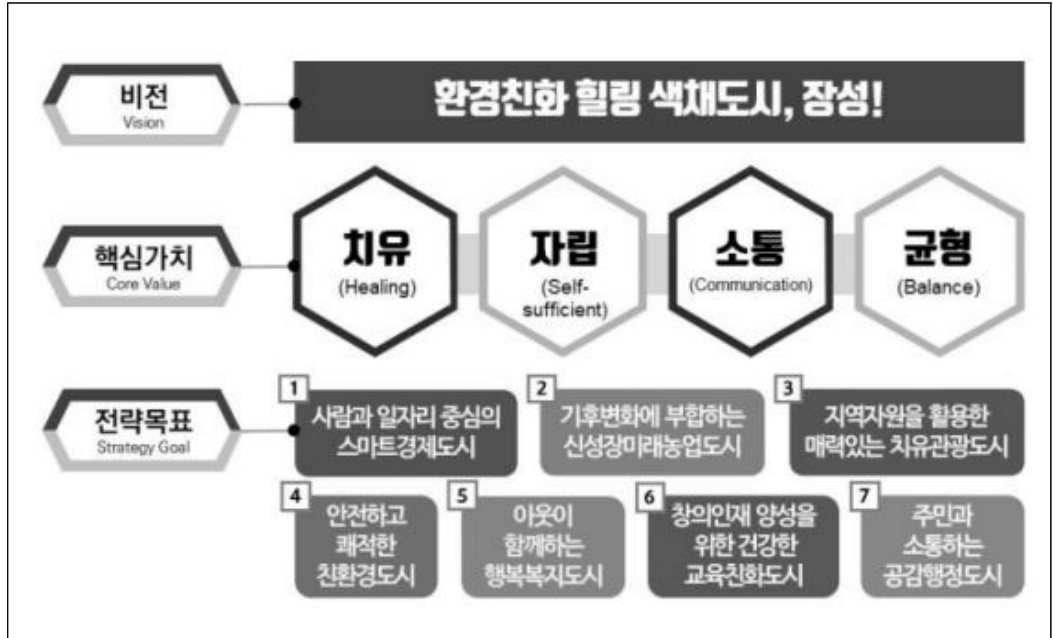 비전
Vision
환경친화 힐링 색채도시, 장성!
핵심가치
Core Value
치유
(Healing)
자립
(Self-
sufficient)
소통
(Communication)
균형
(Balance)
전략목표
Strategy Goal
1
사람과 일자리 중심의
스마트경제도시
2
기후변화에 부합하는
신성장미래농업도시
3
지역자원을 활용한
매력있는 치유관광도시
4
안전하고
쾌적한
친환경도시
5
이웃이
함께하는
행복복지도시
6
창의인재 양성을
위한 건강한
교육친화도시
7
주민과
소통하는
공감행정도시